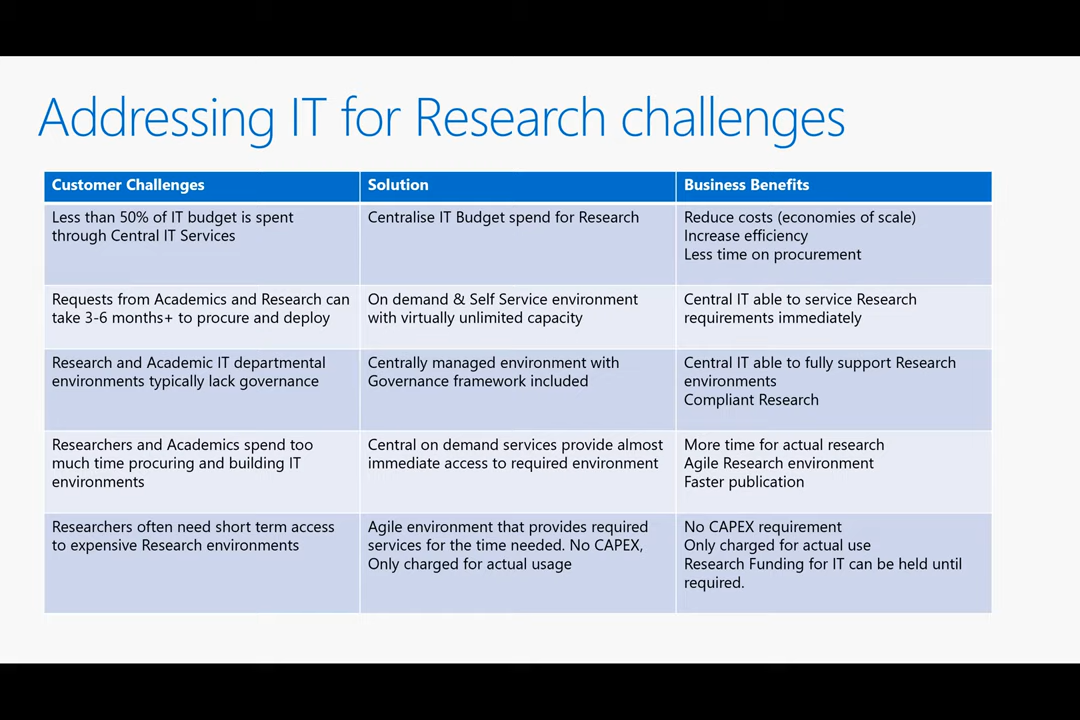 Addressing IT for Research challenges
Customer Challenges
Solution
Business Benefits
Less than 50% of IT budget is spent
through Central IT Services
Centralise IT Budget spend for Research
Reduce costs (economies of scale)
Increase efficiency
Less time on procurement
Requests from Academics and Research can
take 3-6 months+ to procure and deploy
On demand & Self Service environment
with virtually unlimited capacity
Central IT able to service Research
requirements immediately
Research and Academic IT departmental
environments typically lack governance
Centrally managed environment with
Governance framework included
Central IT able to fully support Research
environments
Compliant Research
Researchers and Academics spend too
much time procuring and building IT
environments
Central on demand services provide almost
immediate access to required environment
More time for actual research
Agile Research environment
Faster publication
Researchers often need short term access
to expensive Research environments
Agile environment that provides required
services for the time needed. No CAPEX,
Only charged for actual usage
No CAPEX requirement
Only charged for actual use
Research Funding for IT can be held until
required.